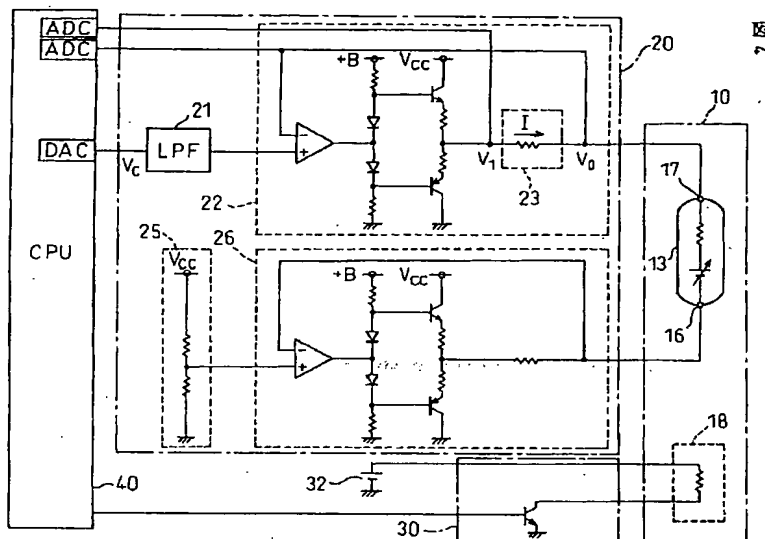 ADC
ADC
DAC
CPU
40
Vc
21
LPF
22
+B
Vcc
20
I
V1
V0
23
図
10
17
13
16
25
Vcc
26
+B
Vcc
18
32
30